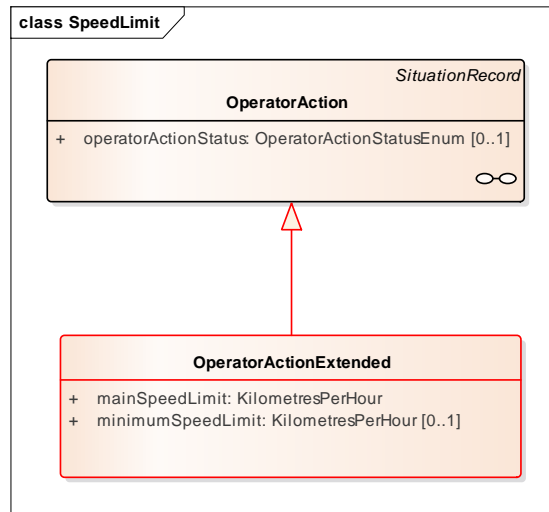 class SpeedLimit
SituationRecord
OperatorAction
+ operatorActionStatus: OperatorActionStatusEnum [0..1]
OperatorActionExtended
+ mainSpeedLimit: KilometresPerHour
+ minimumSpeedLimit: KilometresPerHour [0..1]